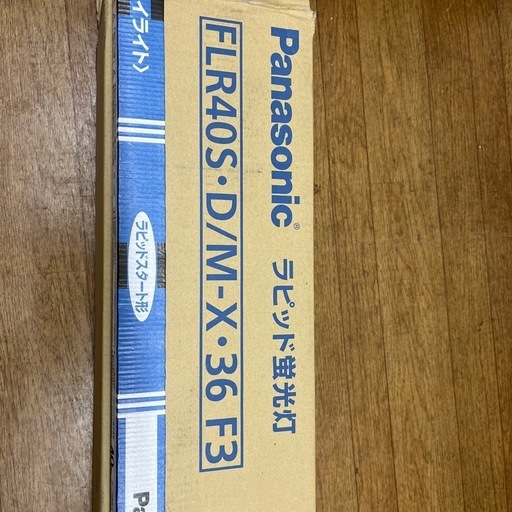 Panasonic® ラピッド蛍光灯
FLR40S・D/M-X・36 F3
イライト〉
ラピッドスタート形
Pa